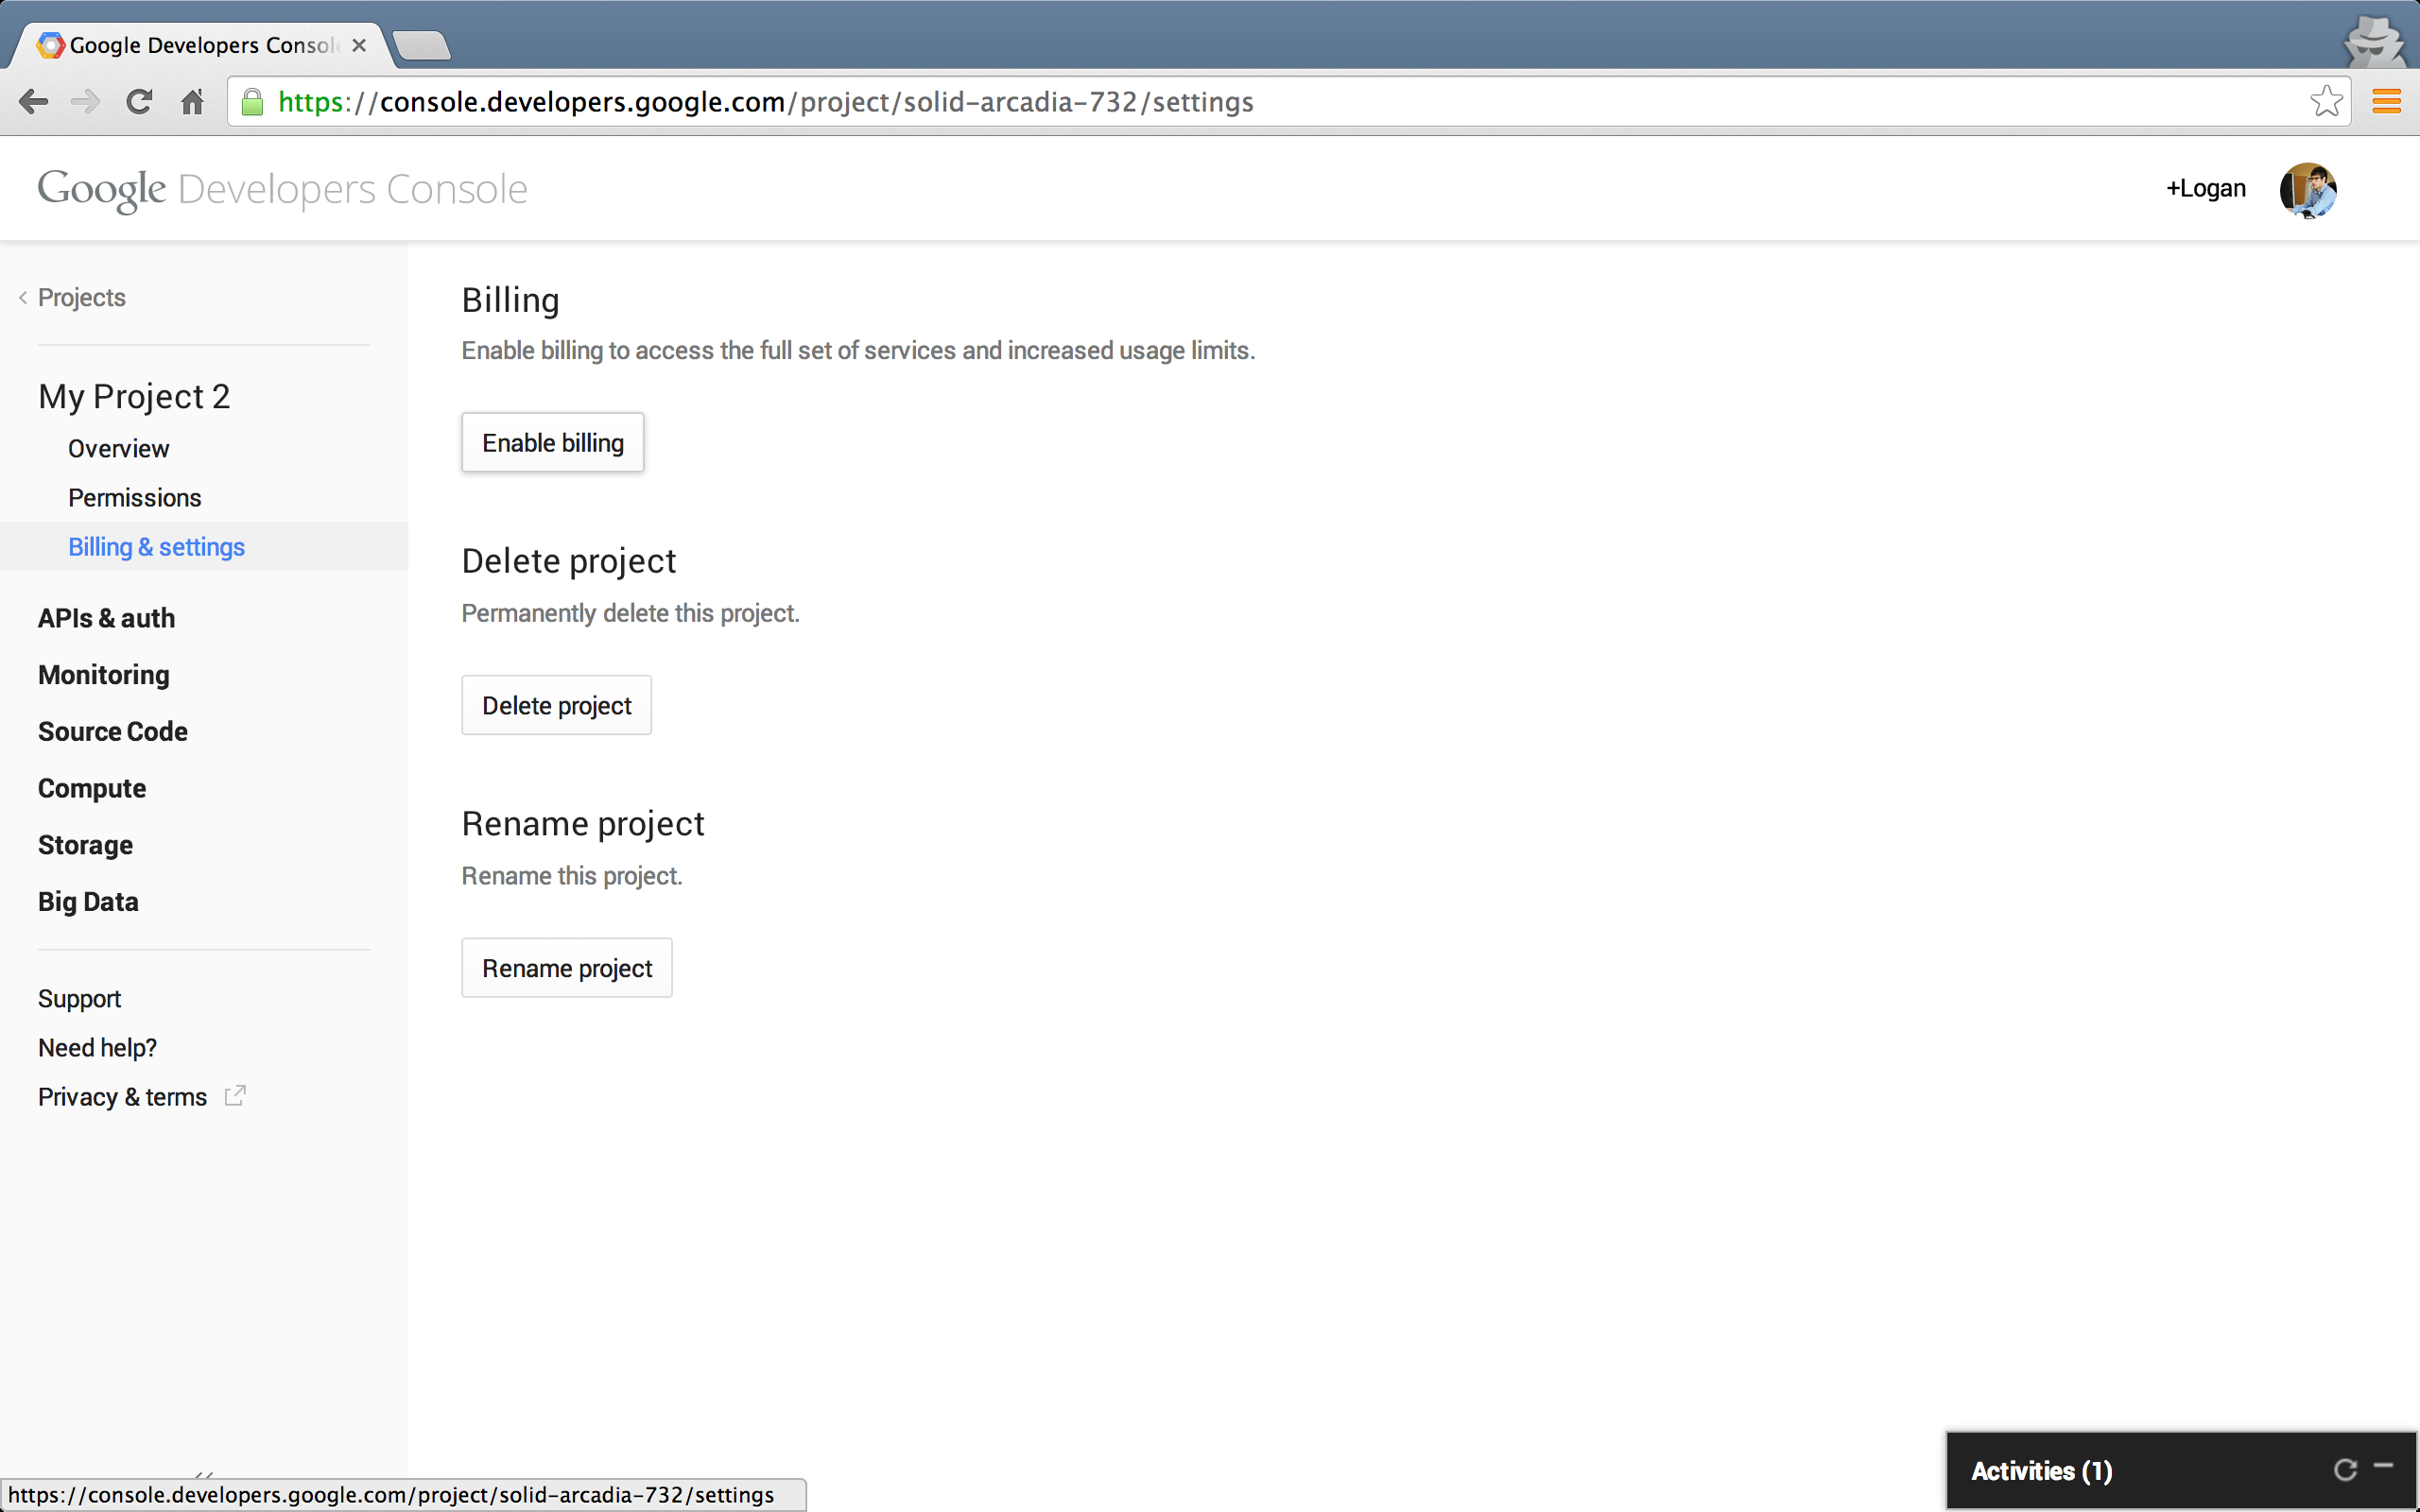 Google Developers Consol
https://console.developers.google.com/project/solid-arcadia-732/settings
Google Developers Console
+Logan
Projects
My Project 2
Overview
Permissions
Billing & settings
APIs & auth
Monitoring
Source Code
Compute
Storage
Big Data
Support
Need help?
Privacy & terms
Billing
Enable billing to access the full set of services and increased usage limits.
Enable billing
Delete project
Permanently delete this project.
Delete project
Rename project
Rename this project.
Rename project
Activities (1)
https://console.developers.google.com/project/solid-arcadia-732/settings